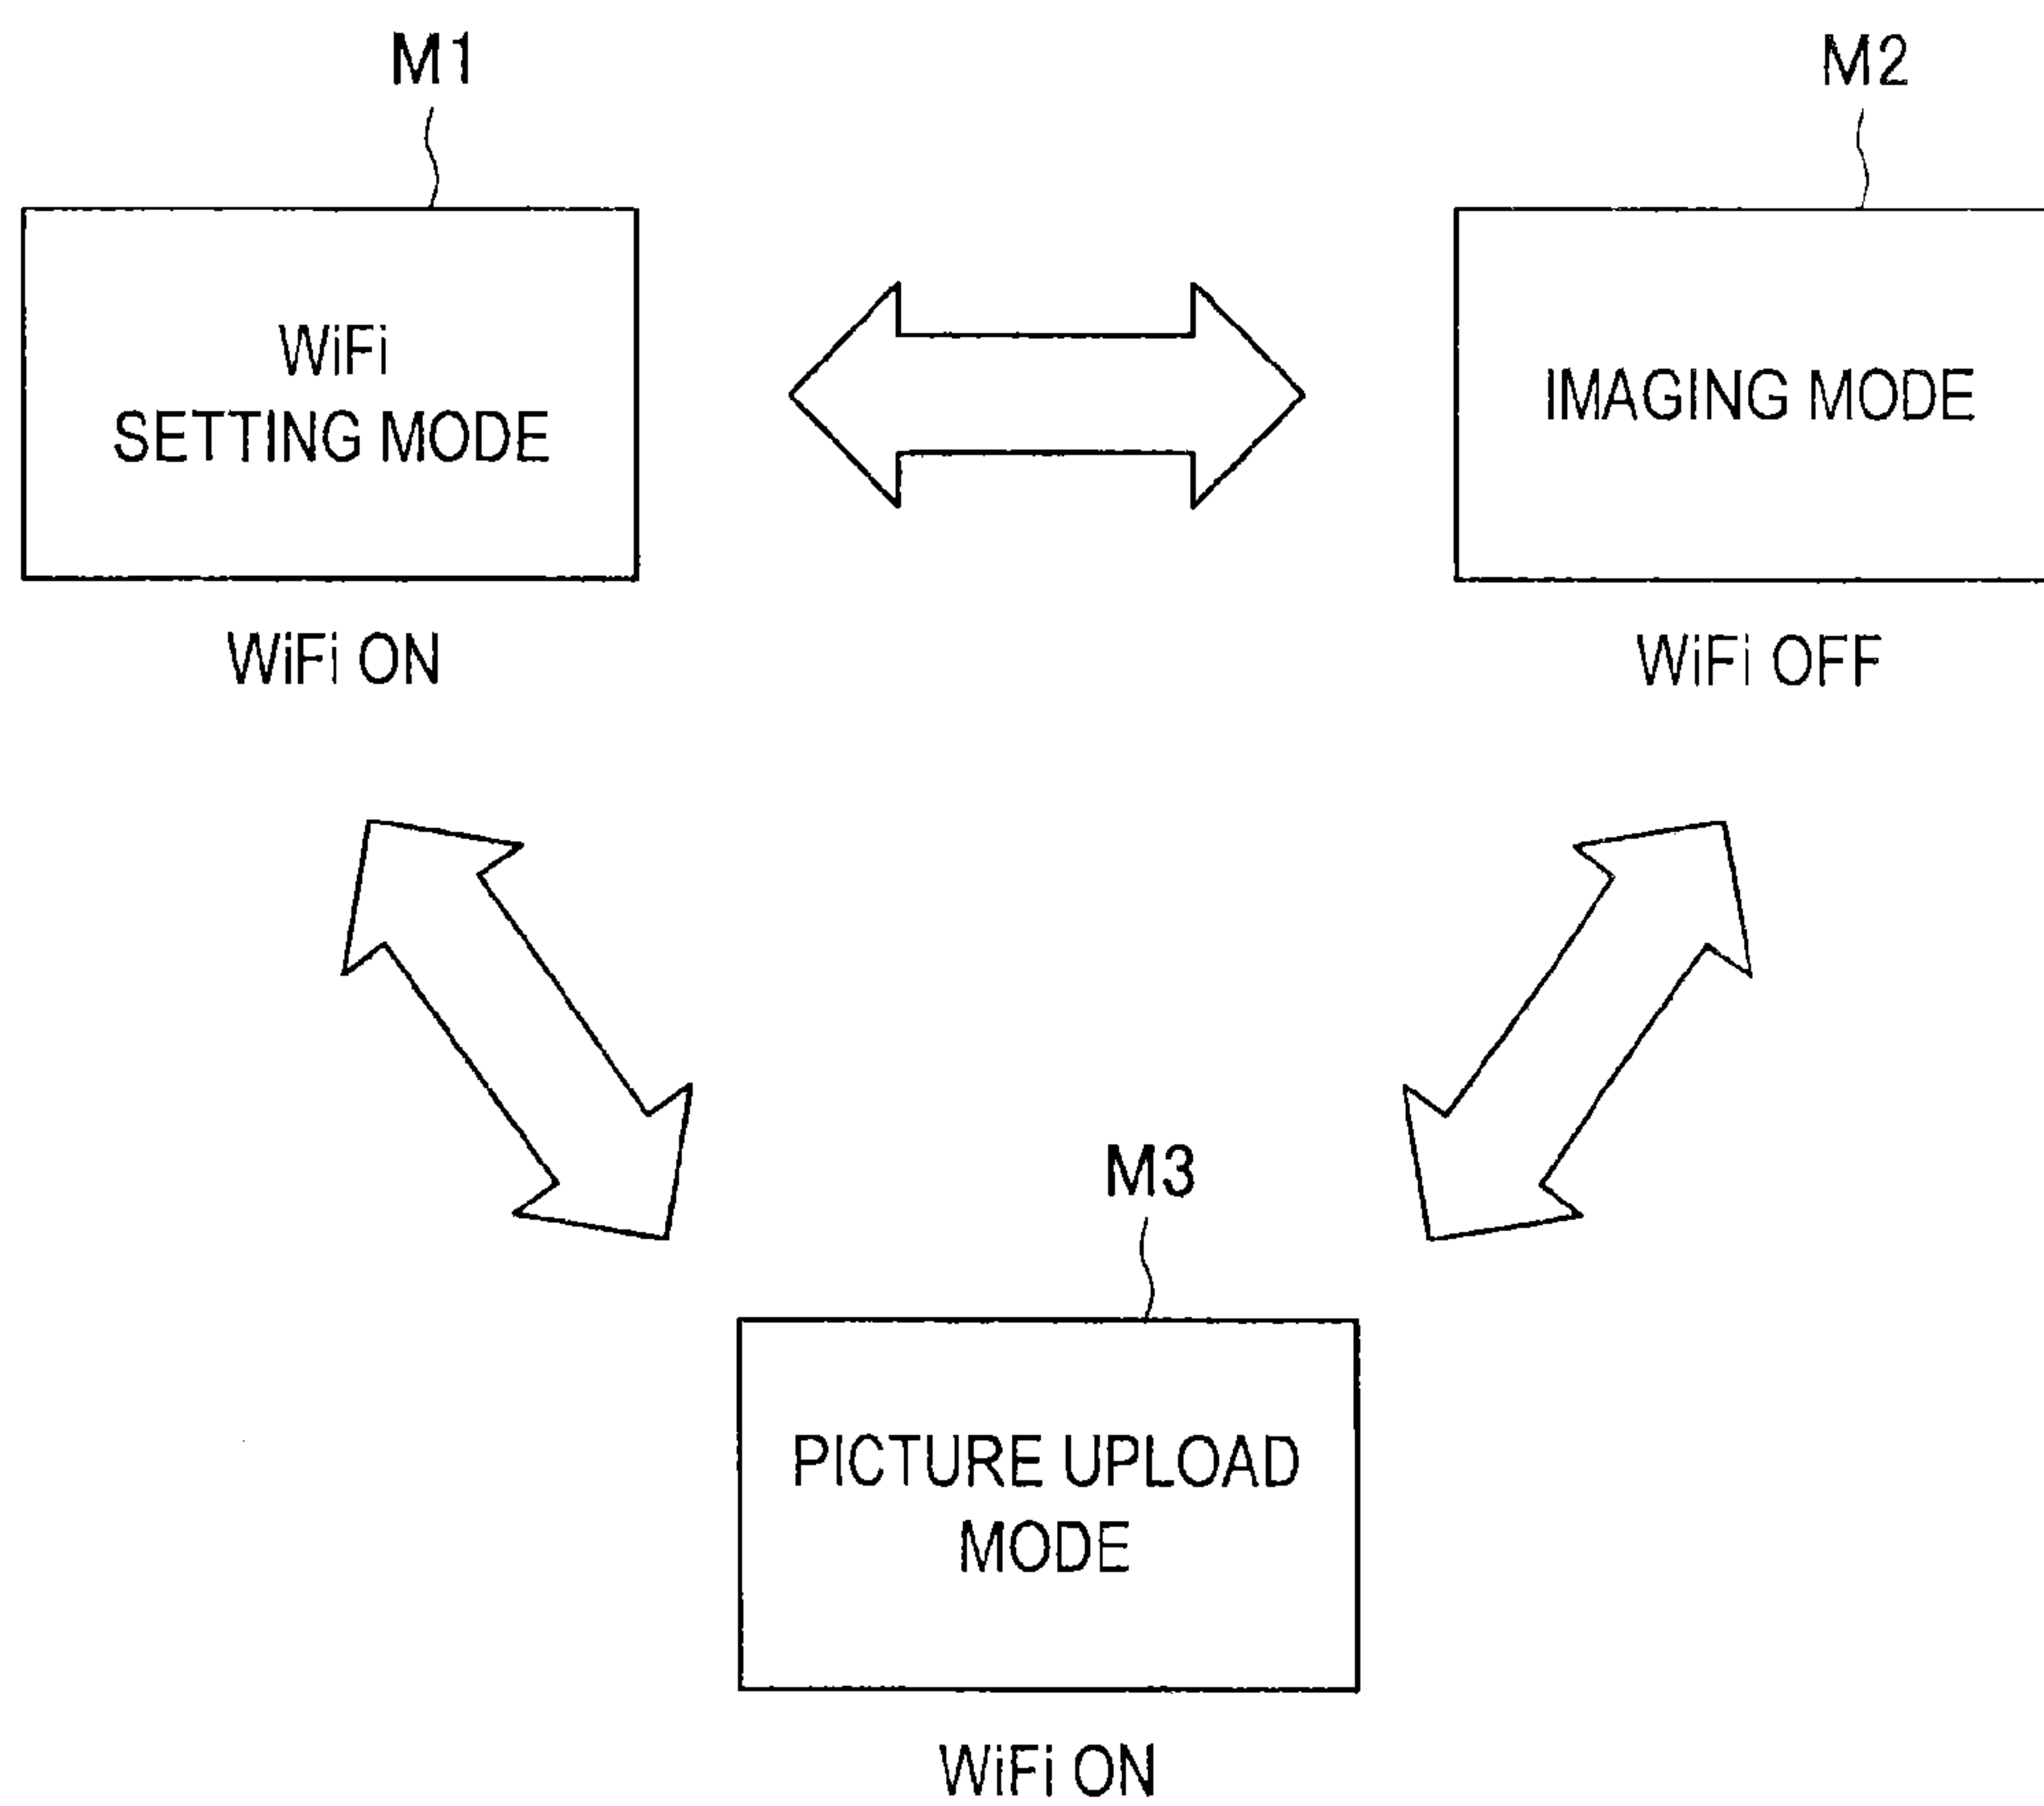 M1
M2
WiFi
SETTING MODE
IMAGING MODE
WiFi ON
WiFi OFF
M3
PICTURE UPLOAD
MODE
WiFi ON